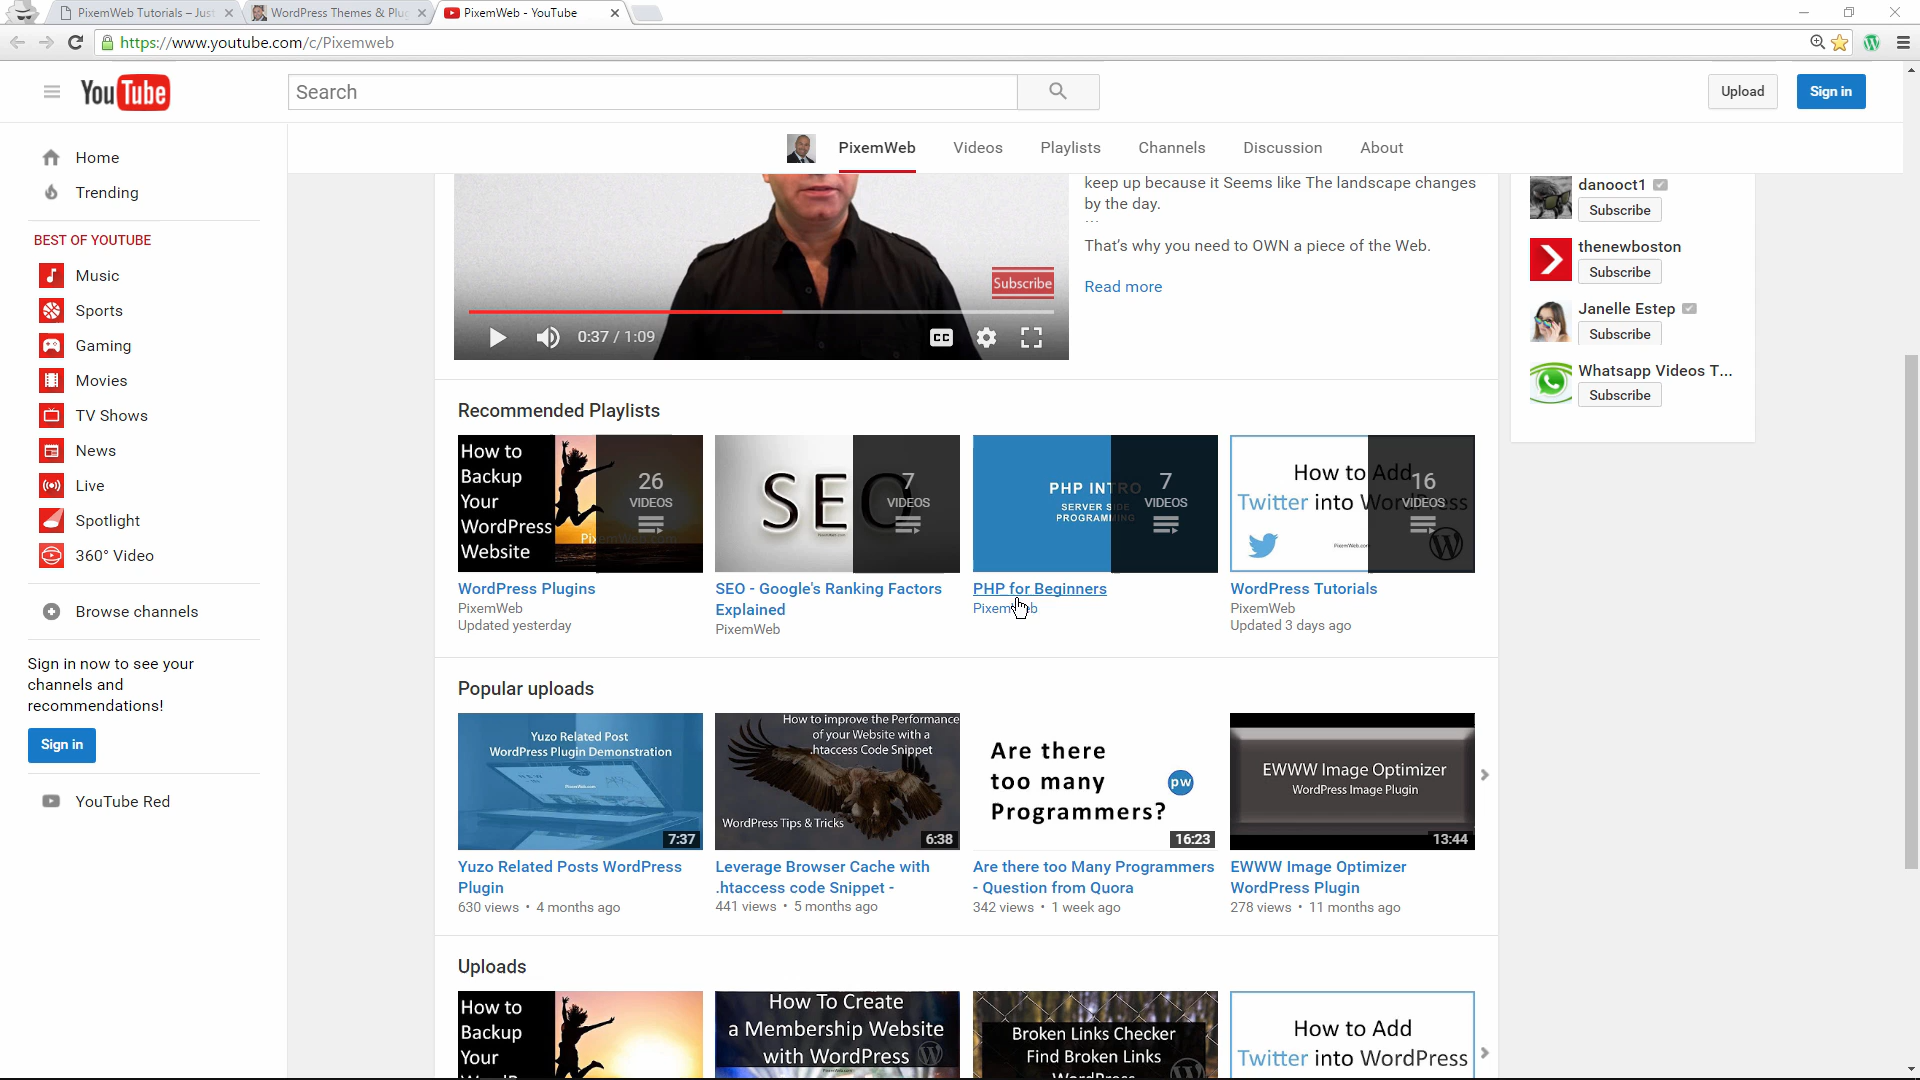 PixemWeb Tutorials – Just
WordPress Themes & Plug
PixemWeb - YouTube
https://www.youtube.com/c/Pixemweb
YouTube
Search
Upload
Sign in
PixemWeb
Videos
Playlists
Channels
Discussion
About
Home
Trending
BEST OF YOUTUBE
Music
Sports
Gaming
Movies
TV Shows
News
Live
Spotlight
360° Video
Browse channels
Sign in now to see your
channels and
recommendations!
Sign in
YouTube Red
Subscribe
0:37 / 1:09
CC
keep up because it Seems like The landscape changes
by the day.
...
That's why you need to OWN a piece of the Web.
Read more
danooct1
Subscribe
thenewboston
Subscribe
Janelle Estep
Subscribe
Whatsapp Videos T...
Subscribe
Recommended Playlists
How to
Backup
Your
WordPress
Website
26
VIDEOS
WordPress Plugins
PixemWeb
Updated yesterday
SEO
7
VIDEOS
SEO - Google's Ranking Factors
Explained
PixemWeb
PHP INTRO
SERVER SIDE
PROGRAMMING
7
VIDEOS
PHP for Beginners
How to Add
Twitter into WordPress
PixemWeb.com
16
VIDEOS
WordPress Tutorials
PixemWeb
Updated 3 days ago
Popular uploads
Yuzo Related Post
WordPress Plugin Demonstration
PixemWeb.com
7:37
Yuzo Related Posts WordPress
Plugin
630 views • 4 months ago
How to improve the Performance
of your Website with a
.htaccess Code Snippet
WordPress Tips & Tricks
6:38
Leverage Browser Cache with
.htaccess code Snippet -
441 views • 5 months ago
Are there
too many
Programmers?
pw
16:23
Are there too Many Programmers
- Question from Quora
342 views • 1 week ago
EWWW Image Optimizer
WordPress Image Plugin
13:44
EWWW Image Optimizer
WordPress Plugin
278 views • 11 months ago
Uploads
How to
Backup
Your
How To Create
a Membership Website
with WordPress
Broken Links Checker
Find Broken Links
WordPress
How to Add
Twitter into WordPress